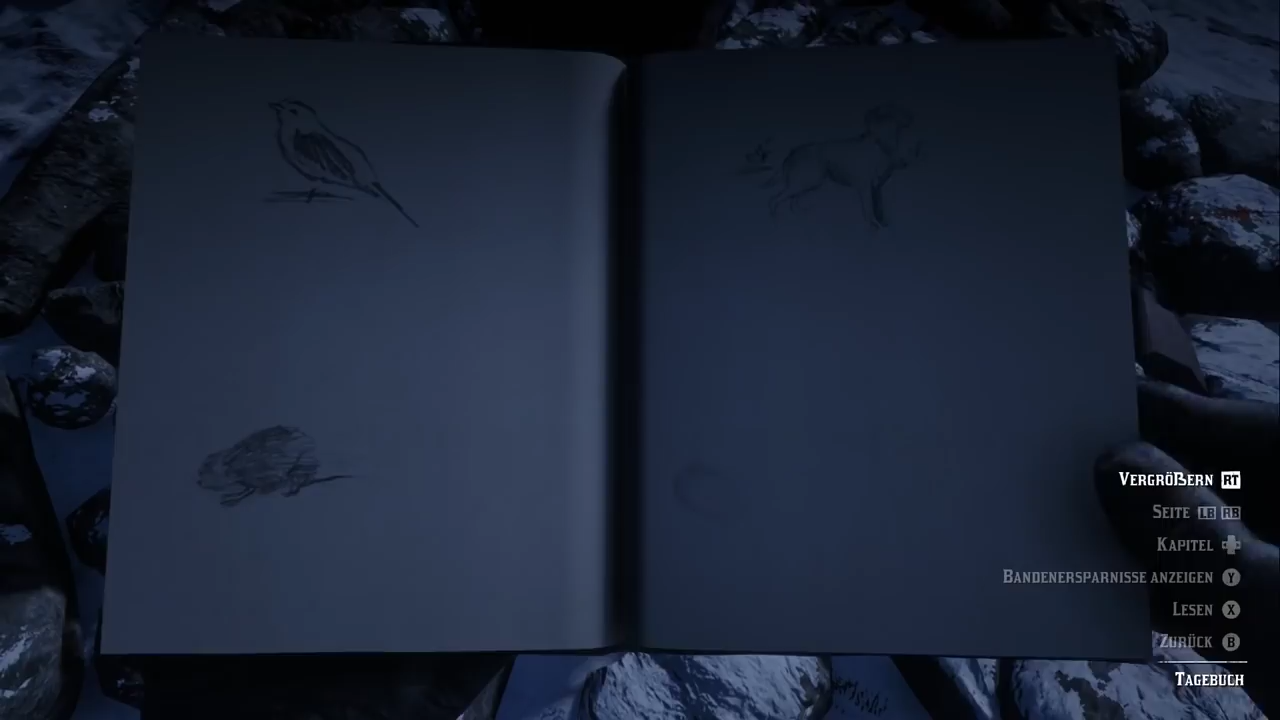 Vergrößern RT
Seite LB RB
Kapitel
Bandenersparnisse anzeigen Y
Lesen X
Zurück B
Tagebuch